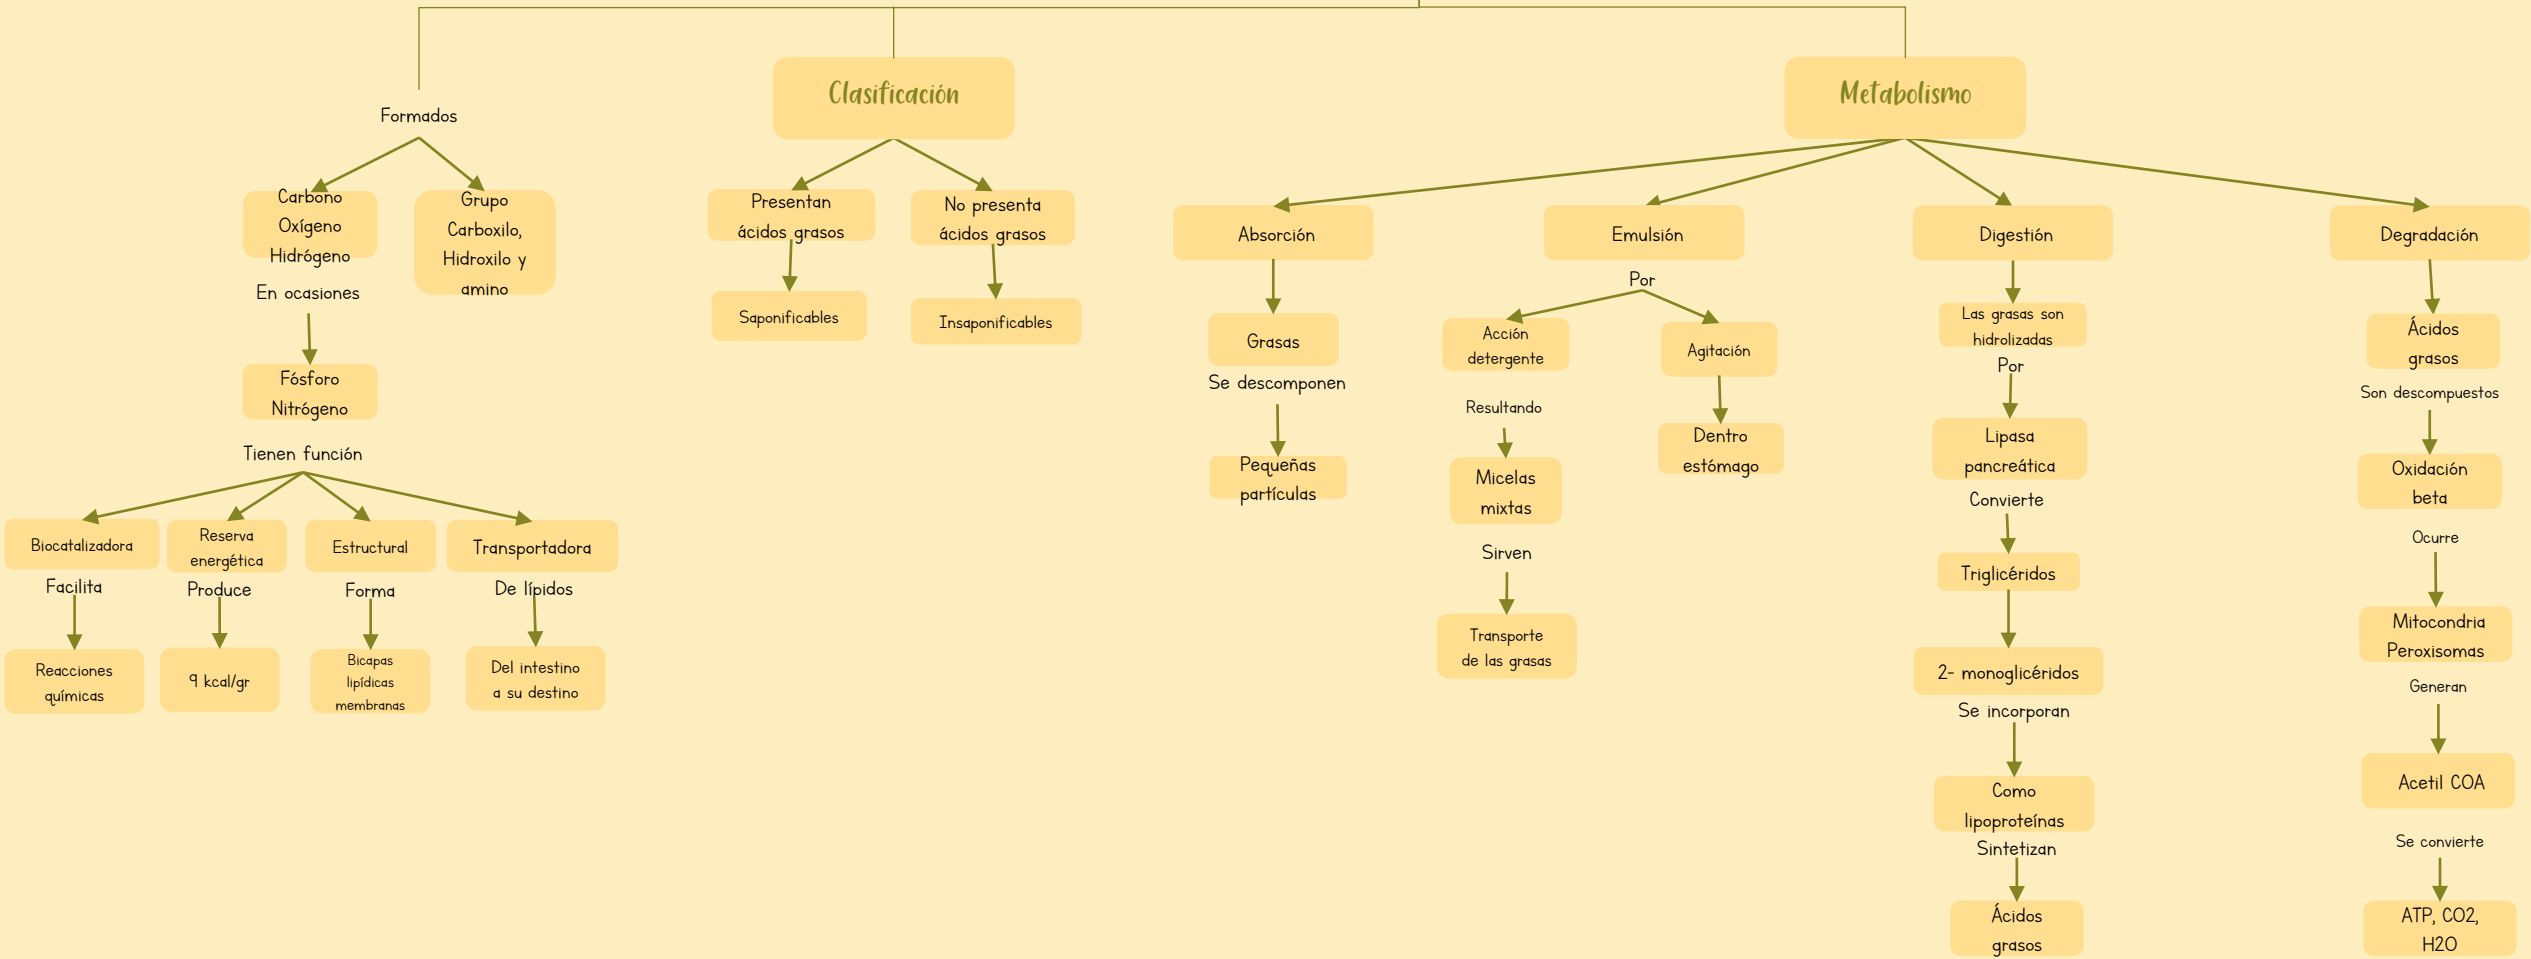 Formados
Carbono
Oxígeno
Hidrógeno
Grupo
Carboxilo,
Hidroxilo y
amino
En ocasiones
Fósforo
Nitrógeno
Tienen función
Biocatalizadora
Facilita
Reacciones
químicas
Reserva
energética
Produce
9 kcal/gr
Estructural
Forma
Bicapas
lipídicas
membranas
Transportadora
De lípidos
Del intestino
a su destino
Clasificación
Presentan
ácidos grasos
Saponificables
No presenta
ácidos grasos
Insaponificables
Metabolismo
Absorción
Grasas
Se descomponen
Pequeñas
partículas
Emulsión
Por
Acción
detergente
Resultando
Micelas
mixtas
Sirven
Transporte
de las grasas
Agitación
Dentro
estómago
Digestión
Las grasas son
hidrolizadas
Por
Lipasa
pancreática
Convierte
Triglicéridos
2- monoglicéridos
Se incorporan
Como
lipoproteínas
Sintetizan
Ácidos
grasos
Degradación
Ácidos
grasos
Son descompuestos
Oxidación
beta
Ocurre
Mitocondria
Peroxisomas
Generan
Acetil COA
Se convierte
ATP, CO2,
H2O